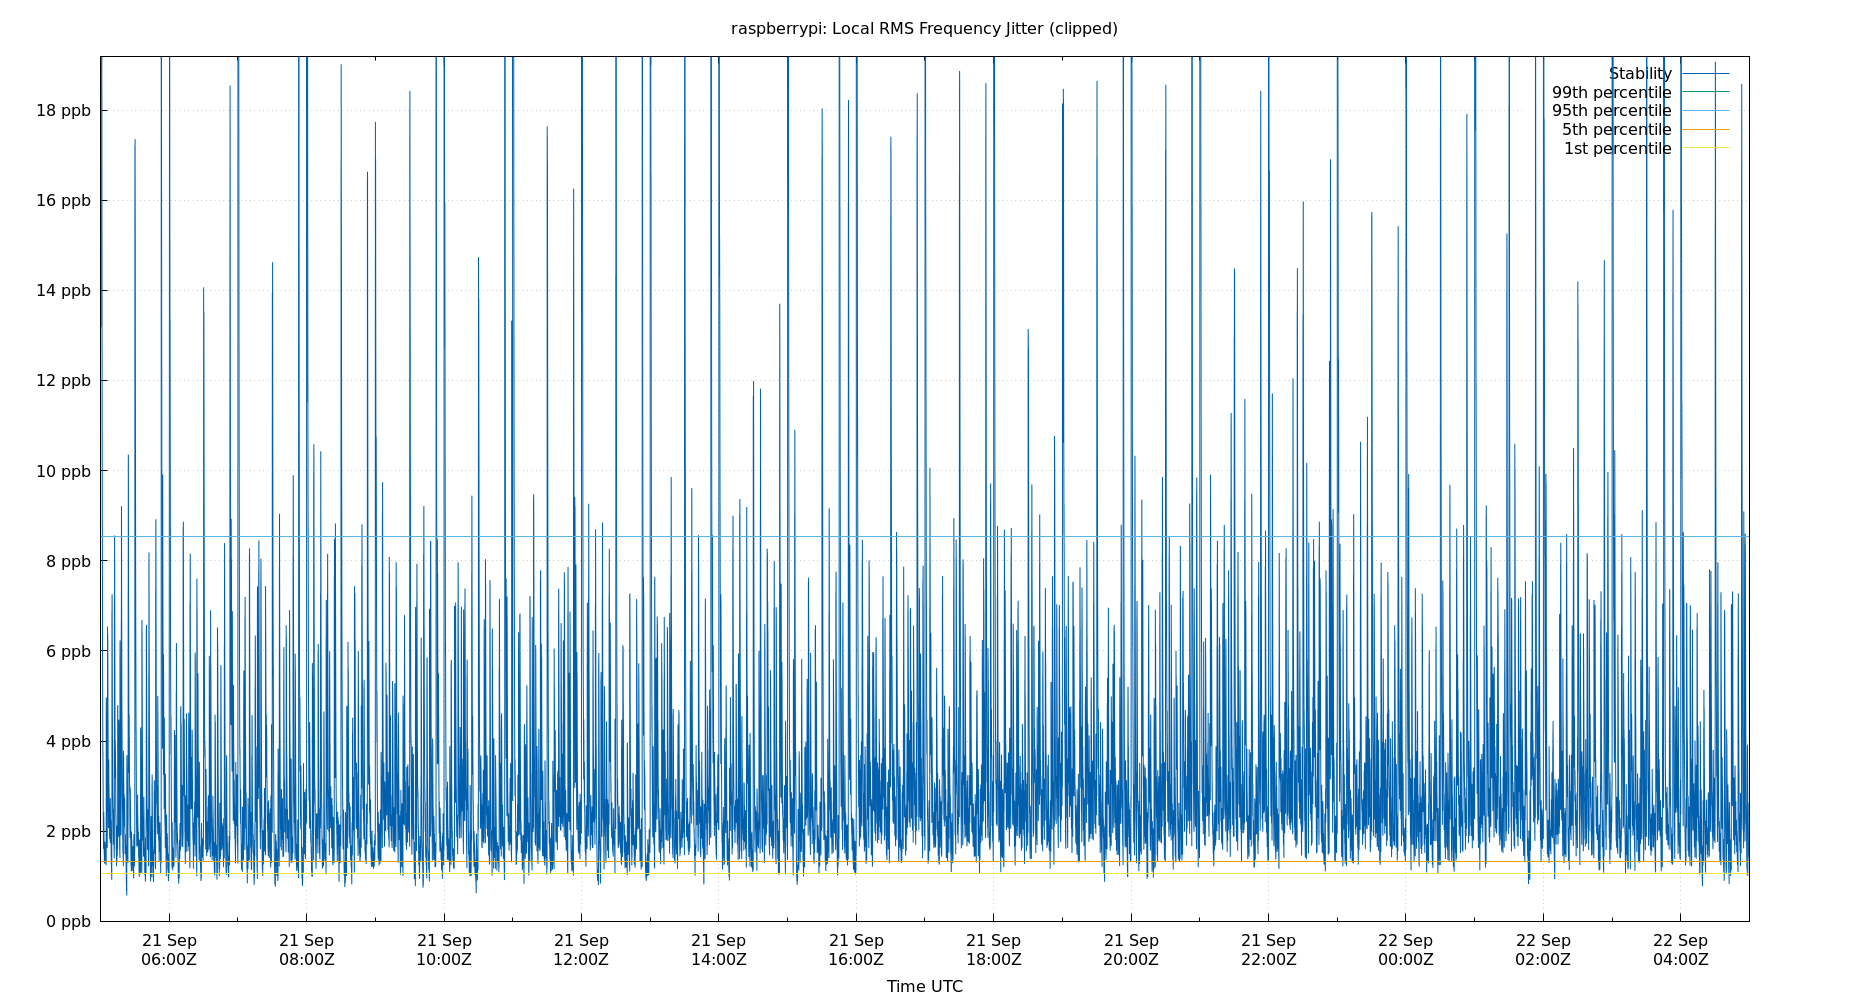 raspberrypi: Local RMS Frequency Jitter (clipped)
Stability
99th percentile
95th percentile
5th percentile
1st percentile
18 ppb
16 ppb
14 ppb
12 ppb
10 ppb
8 ppb
6 ppb
4 ppb
2 ppb
0 ppb
21 Sep 21 Sep 21 Sep 21 Sep 21 Sep 21 Sep 21 Sep 21 Sep 21 Sep 22 Sep 22 Sep 22 Sep
06:00Z 08:00Z 10:00Z 12:00Z 14:00Z 16:00Z 18:00Z 20:00Z 22:00Z 00:00Z 02:00Z 04:00Z
Time UTC